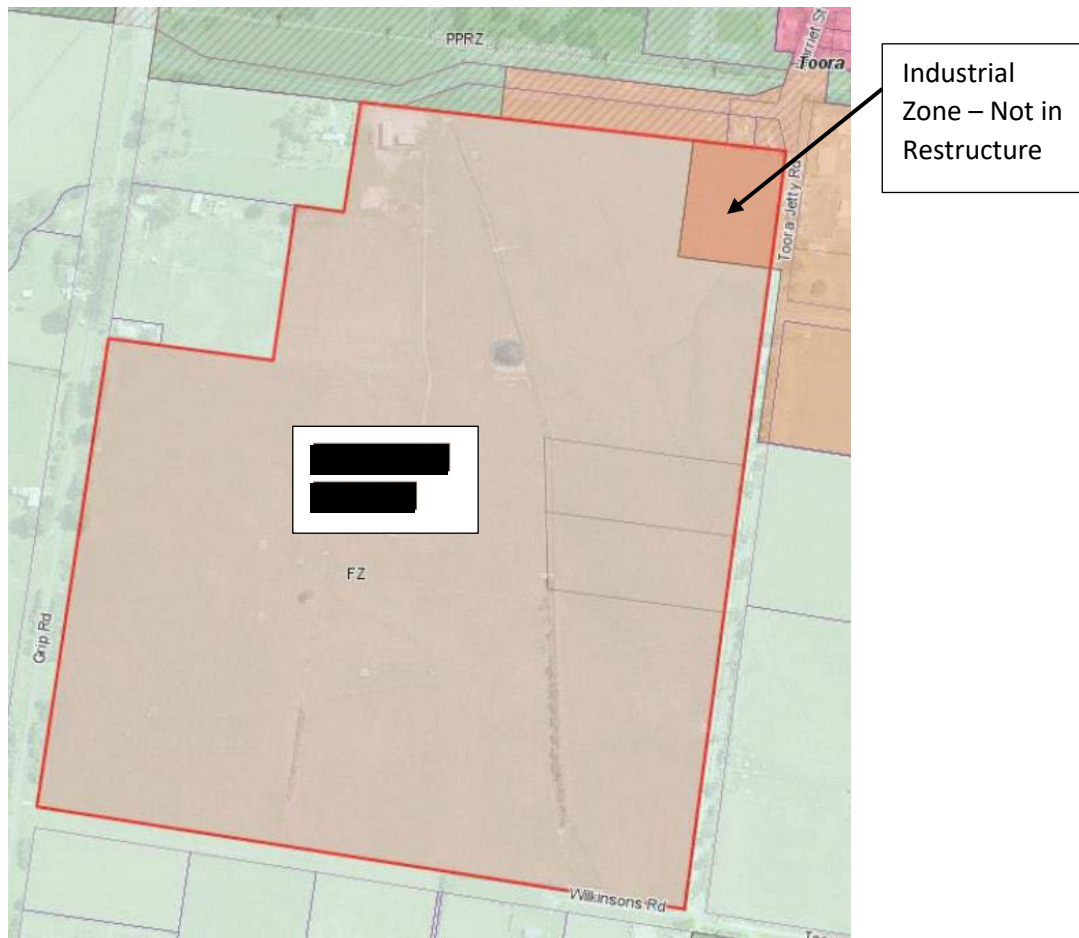 PPRZ
Toora
Industrial
Zone – Not in
Restructure
Toora Jetty Rd
FZ
Grip Rd
Wilkinsons Rd